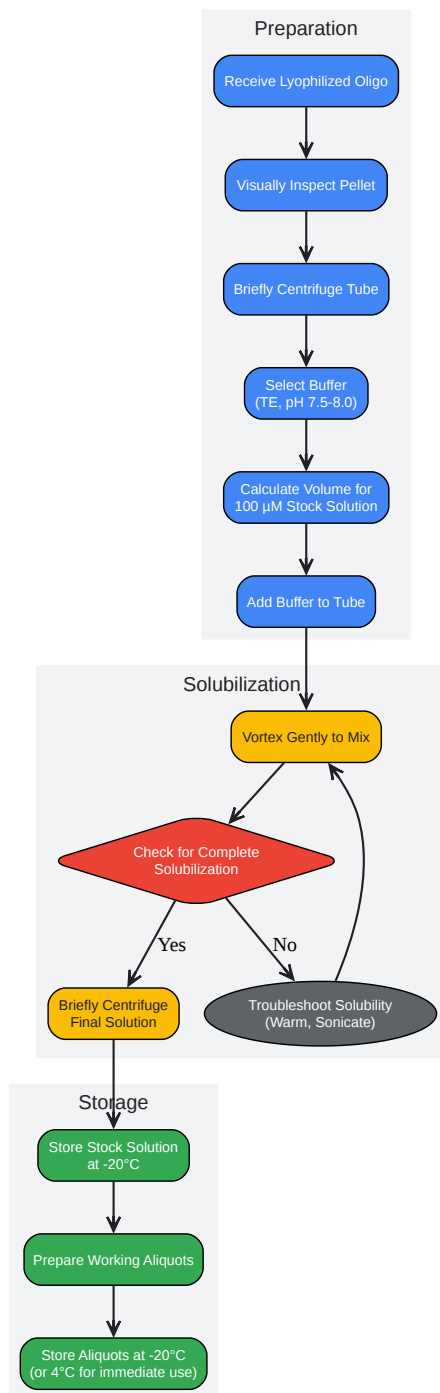 Preparation
Receive Lyophilized Oligo
Visually Inspect Pellet
Briefly Centrifuge Tube
Select Buffer
(TE, pH 7.5-8.0)
Calculate Volume for
100 µM Stock Solution
Add Buffer to Tube
Solubilization
Vortex Gently to Mix
Check for Complete
Solubilization
Yes
No
Briefly Centrifuge
Final Solution
Troubleshoot Solubility
(Warm, Sonicate)
Storage
Store Stock Solution
at -20°C
Prepare Working Aliquots
Store Aliquots at -20°C
(or 4°C for immediate use)